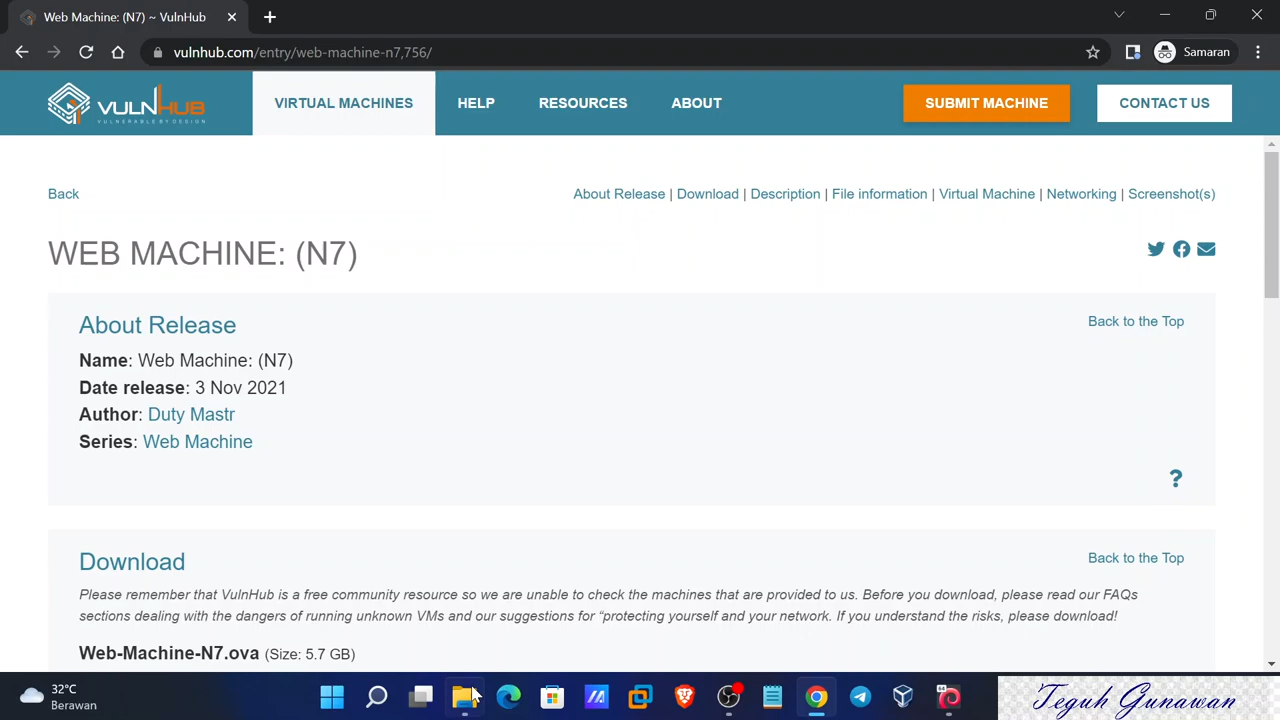 Web Machine: (N7) ~ VulnHub
vulnhub.com/entry/web-machine-n7,756/
Samaran
VULNHUB
VULNERABLE BY DESIGN
VIRTUAL MACHINES
HELP
RESOURCES
ABOUT
SUBMIT MACHINE
CONTACT US
Back
About Release | Download | Description | File information | Virtual Machine | Networking | Screenshot(s)
WEB MACHINE: (N7)
About Release
Back to the Top
Name: Web Machine: (N7)
Date release: 3 Nov 2021
Author: Duty Mastr
Series: Web Machine
?
Download
Back to the Top
Please remember that VulnHub is a free community resource so we are unable to check the machines that are provided to us. Before you download, please read our FAQs
sections dealing with the dangers of running unknown VMs and our suggestions for “protecting yourself and your network. If you understand the risks, please download!
Web-Machine-N7.ova (Size: 5.7 GB)
32°C
Berawan
Teguh Gunawan